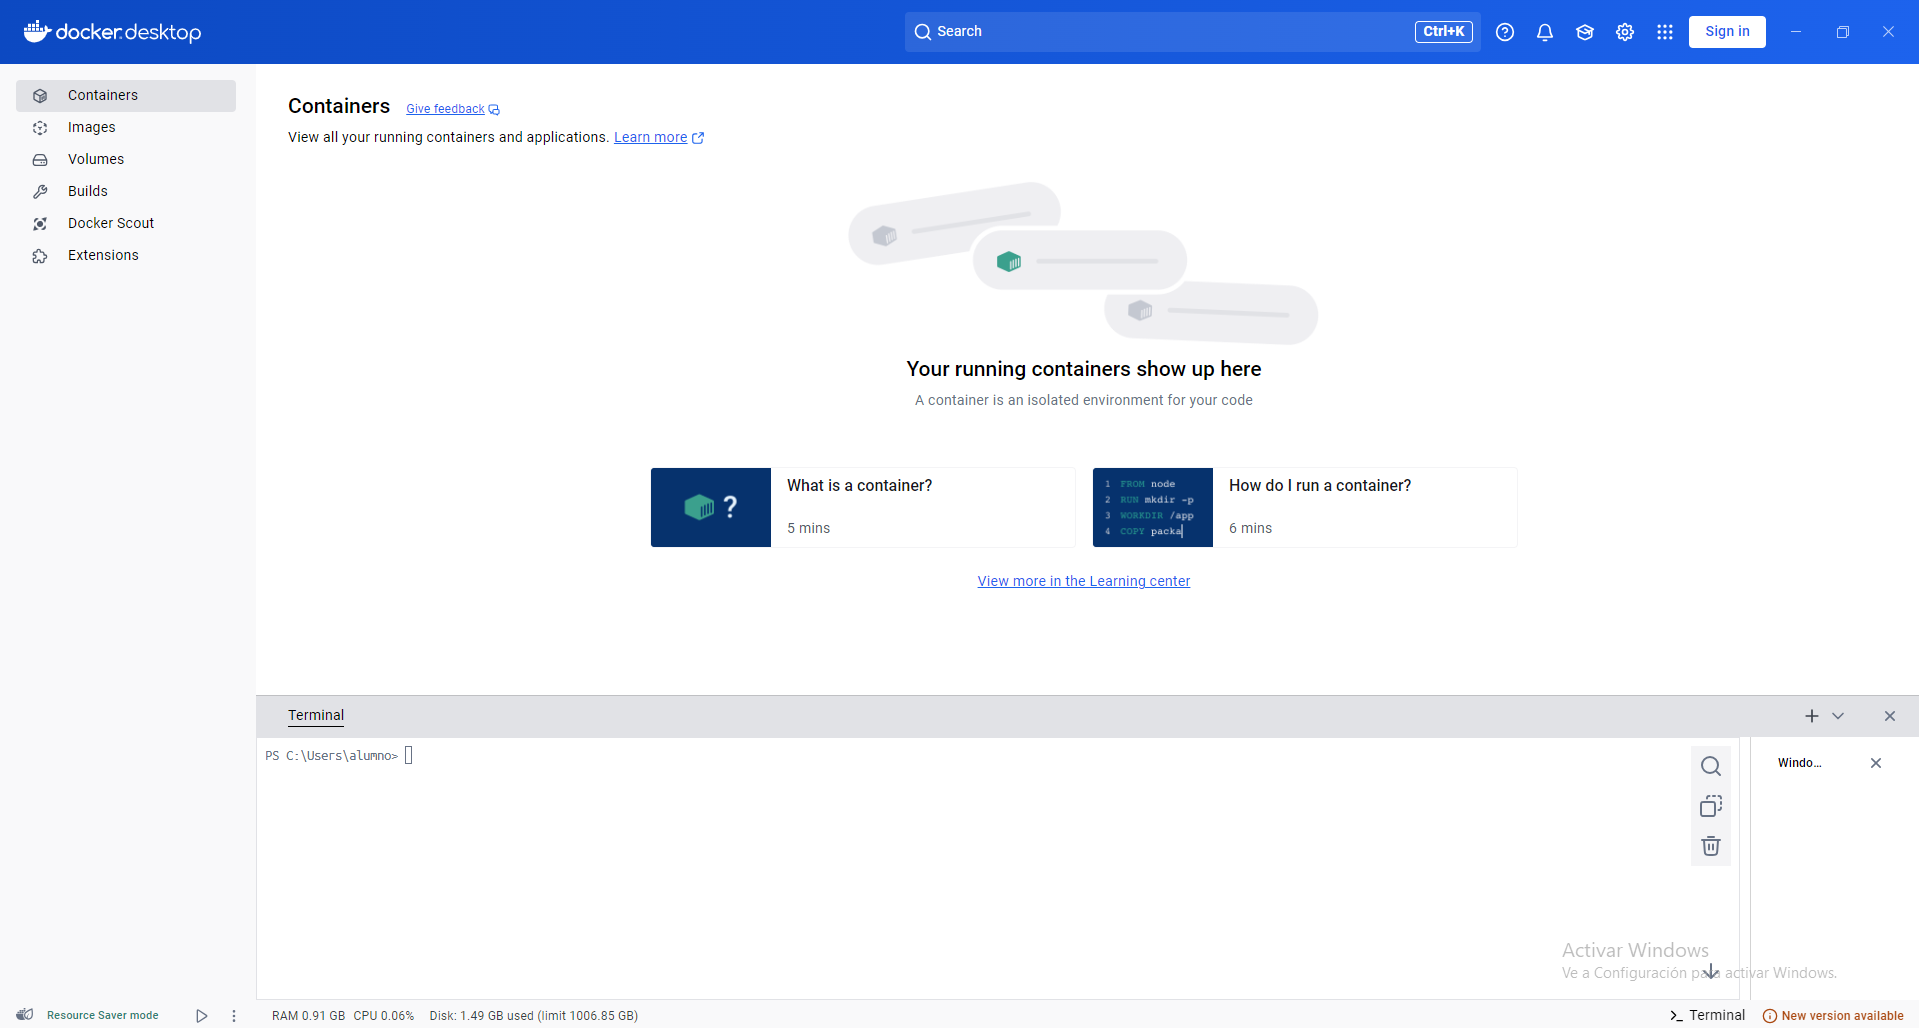 docker.desktop
Search
Ctrl+K
Sign in
Containers
Images
Volumes
Builds
Docker Scout
Extensions
Containers
Give feedback
View all your running containers and applications. Learn more
Your running containers show up here
A container is an isolated environment for your code
?
What is a container?
5 mins
1 FROM node
2 RUN mkdir -p
3 WORKDIR /app
4 COPY packa
How do I run a container?
6 mins
View more in the Learning center
Terminal
PS C:\Users\alumno>
Windo...
Activar Windows
Ve a Configuración para activar Windows.
Resource Saver mode
RAM 0.91 GB CPU 0.06% Disk: 1.49 GB used (limit 1006.85 GB)
Terminal
New version available